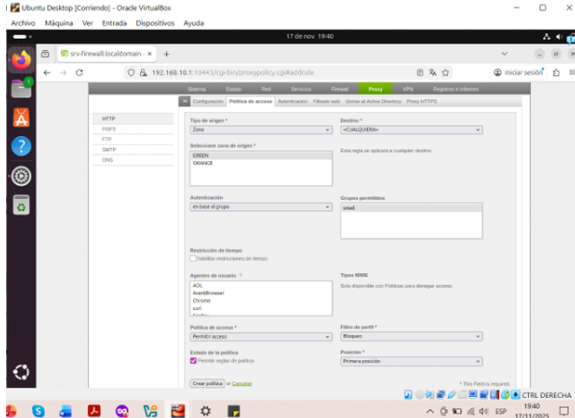 Ubuntu Desktop [Corriendo] - Oracle VirtualBox
Archivo Máquina Ver Entrada Dispositivos Ayuda
17 de nov 19:40
srv-firewall.localdomain -
192.168.10.1:10443/cgi-bin/proxypolicy.cgi#addrule
Iniciar sesión
Sistema Estado Red Servicios Firewall Proxy VPN Registros e Informes
Configuración Política de acceso Autenticación Filtrado web Unirse al Active Directory Proxy HTTPS
HTTP
POP3
FTP
SMTP
DNS
Tipo de origen *
Destino *
Zona
<CUALQUIERA>
Seleccione zona de origen *
Esta regla se aplicara a cualquier destino
GREEN
ORANGE
Autenticación
Grupos permitidos
en base al grupo
unad
Restricción de tiempo
habilitar restricciones de tiempo
Agentes de usuario ?
Tipos MIME
AOL
AvantBrowser
Chrome
curl
Solo disponible con Políticas para denegar acceso.
Política de acceso *
Filtro de perfil *
Permitir acceso
Bloqueo
Estado de la política
Posición *
Permitir reglas de política
Primera posición
Crear política or Cancelar
* This Field is required.
CTRL DERECHA
ESP
19:40
17/11/2025